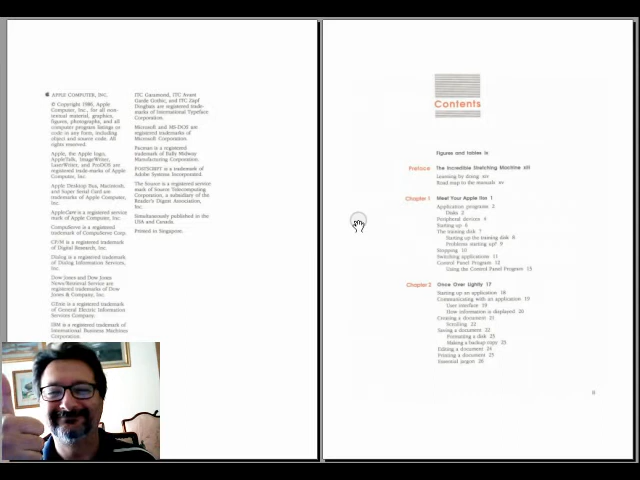 APPLE COMPUTER, INC.
© Copyright 1986, Apple
Computer, Inc., for all non-
textual material, graphics,
figures, photographs, and all
computer program listings or
code in any form, including
object and source code. All
rights reserved.
Apple, the Apple logo,
AppleTalk, ImageWriter,
LaserWriter, and ProDOS are
registered trademarks of Apple
Computer, Inc.
Apple Desktop Bus, Macintosh,
and Super Serial Card are
trademarks of Apple Computer,
Inc.
AppleCare is a registered service
mark of Apple Computer, Inc.
CompuServe is a registered
trademark of CompuServe Corp.
CP/M is a registered trademark
of Digital Research, Inc.
Dialog is a registered trademark
of Dialog Information Services,
Inc.
Dow Jones and Dow Jones
News/Retrieval Service are
registered trademarks of Dow
Jones & Company, Inc.
GEnie is a registered trademark
of General Electric Information
Services Company.
IBM is a registered trademark of
International Business Machines
Corporation.
ITC Garamond, ITC Avant
Garde Gothic, and ITC Zapf
Dingbats are registered trade-
marks of International Typeface
Corporation.
Microsoft and MS-DOS are
registered trademarks of
Microsoft Corporation.
Pacman is a registered
trademark of Bally Midway
Manufacturing Corporation.
POSTSCRIPT is a trademark of
Adobe Systems Incorporated.
The Source is a registered service
mark of Source Telecomputing
Corporation, a subsidiary of the
Reader's Digest Association,
Inc.
Simultaneously published in the
USA and Canada.
Printed in Singapore.
Contents
Figures and tables ix
Preface The Incredible Stretching Machine xiii
Learning by doing xiv
Road map to the manuals xv
Chapter 1 Meet Your Apple IIGS 1
Application programs 2
Disks 2
Peripheral devices 4
Starting up 6
The training disk 7
Starting up the training disk 8
Problems starting up? 9
Stopping 10
Switching applications 11
Control Panel Program 12
Using the Control Panel Program 13
Chapter 2 Once Over Lightly 17
Starting up an application 18
Communicating with an application 19
User interface 19
How information is displayed 20
Creating a document 21
Scrolling 22
Saving a document 22
Formatting a disk 23
Making a backup copy 23
Editing a document 24
Printing a document 25
Essential jargon 26